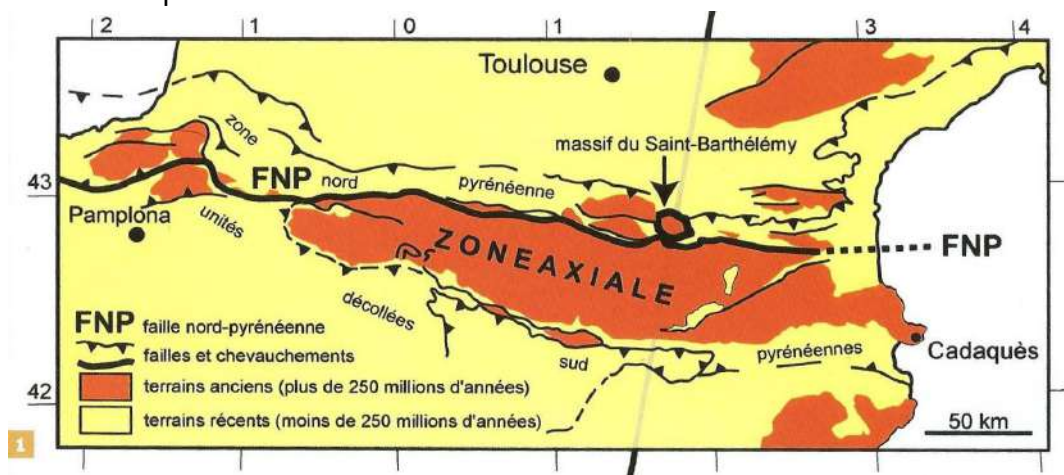 2 1 0 1 3 4
Toulouse
massif du Saint-Barthélémy
zone
FNP nord pyrénéenne
43
Pamplona
unités
ZONE AXIALE
FNP
décollées
FNP faille nord-pyrénéenne
failles et chevauchements
sud
pyrénéennes
Cadaquès
42
terrains anciens (plus de 250 millions d'années)
terrains récents (moins de 250 millions d'années)
50 km
1